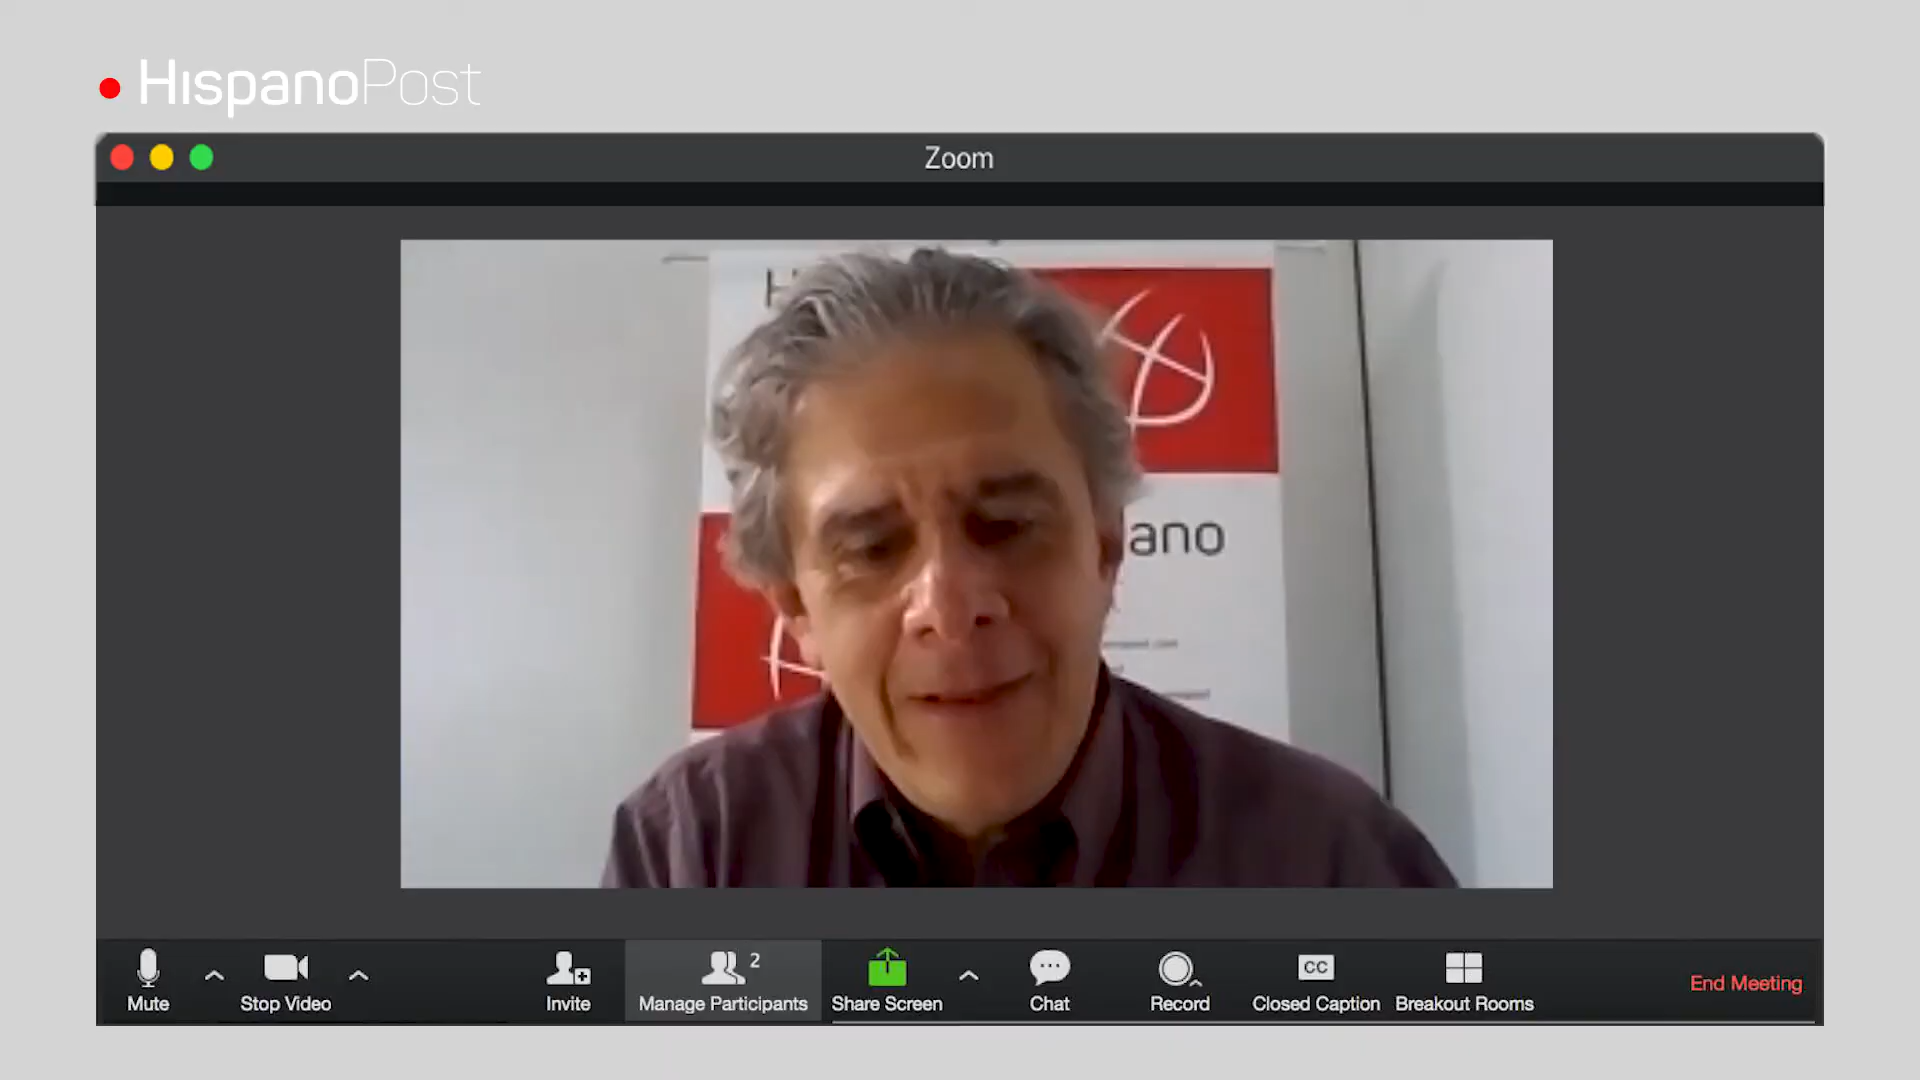 HispanoPost
Zoom
H
ano
Mute
Stop Video
Invite
2
Manage Participants
Share Screen
Chat
Record
CC
Closed Caption
Breakout Rooms
End Meeting